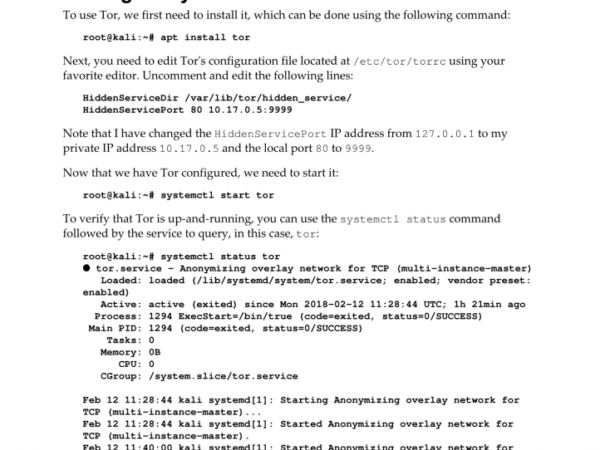 To use Tor, we first need to install it, which can be done using the following command:
root@kali:~# apt install tor
Next, you need to edit Tor's configuration file located at /etc/tor/torrc using your
favorite editor. Uncomment and edit the following lines:
HiddenServiceDir /var/lib/tor/hidden_service/
HiddenServicePort 80 10.17.0.5:9999
Note that I have changed the HiddenServicePort IP address from 127.0.0.1 to my
private IP address 10.17.0.5 and the local port 80 to 9999.
Now that we have Tor configured, we need to start it:
root@kali:~# systemctl start tor
To verify that Tor is up-and-running, you can use the systemctl status command
followed by the service to query, in this case, tor:
root@kali:~# systemctl status tor
● tor.service - Anonymizing overlay network for TCP (multi-instance-master)
Loaded: loaded (/lib/systemd/system/tor.service; enabled; vendor preset:
enabled)
Active: active (exited) since Mon 2018-02-12 11:28:44 UTC; 1h 21min ago
Process: 1294 ExecStart=/bin/true (code=exited, status=0/SUCCESS)
Main PID: 1294 (code=exited, status=0/SUCCESS)
Tasks: 0
Memory: 0B
CPU: 0
CGroup: /system.slice/tor.service
Feb 12 11:28:44 kali systemd[1]: Starting Anonymizing overlay network for
TCP (multi-instance-master)...
Feb 12 11:28:44 kali systemd[1]: Started Anonymizing overlay network for
TCP (multi-instance-master).
Feb 12 11:40:00 kali systemd[1]: Started Anonymizing overlay network for